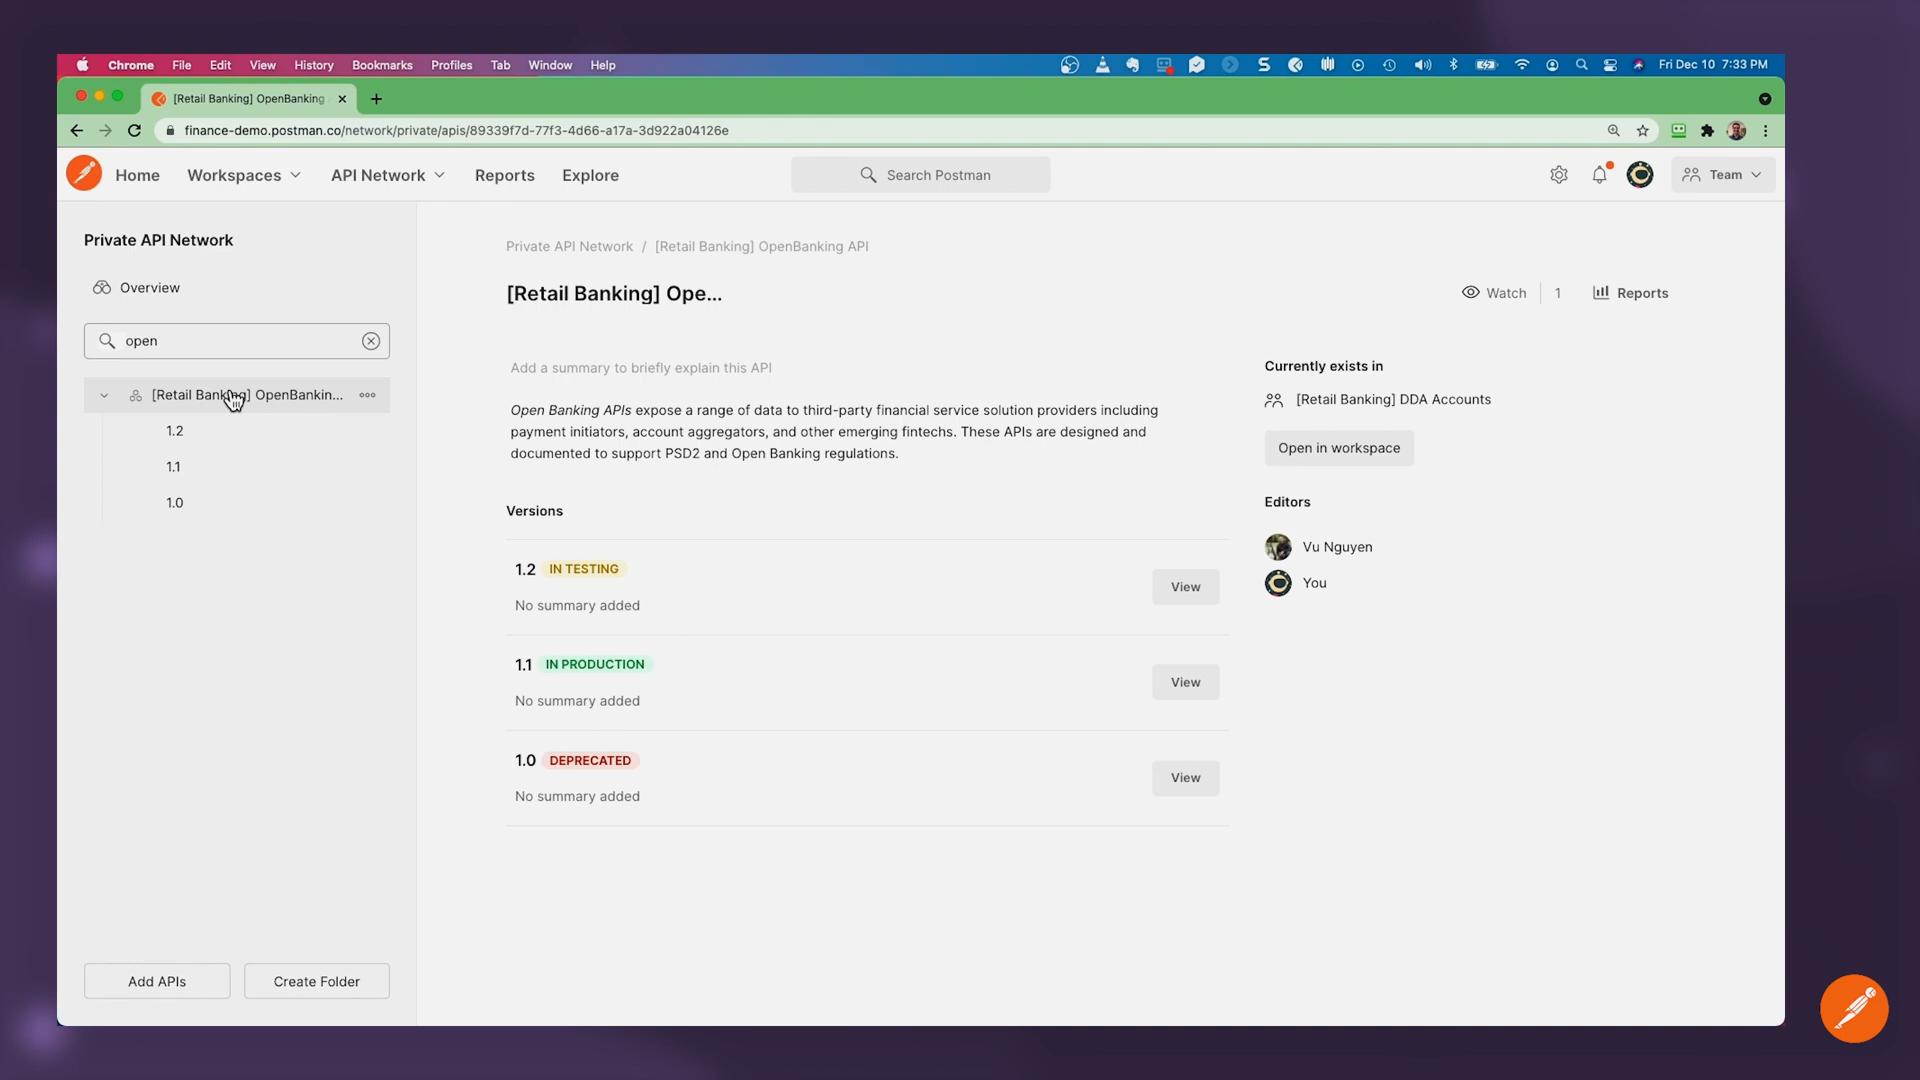 Chrome File Edit View History Bookmarks Profiles Tab Window Help
Fri Dec 10 7:33 PM
[Retail Banking] OpenBanking
finance-demo.postman.co/network/private/apis/89339f7d-77f3-4d66-a17a-3d922a04126e
Home Workspaces API Network Reports Explore
Search Postman
Team
Private API Network
Overview
open
[Retail Banking] OpenBankin...
1.2
1.1
1.0
Add APIs
Create Folder
Private API Network / [Retail Banking] OpenBanking API
[Retail Banking] Ope...
Watch 1 Reports
Add a summary to briefly explain this API
Open Banking APIs expose a range of data to third-party financial service solution providers including
payment initiators, account aggregators, and other emerging fintechs. These APIs are designed and
documented to support PSD2 and Open Banking regulations.
Versions
1.2 IN TESTING
No summary added
View
1.1 IN PRODUCTION
No summary added
View
1.0 DEPRECATED
No summary added
View
Currently exists in
[Retail Banking] DDA Accounts
Open in workspace
Editors
Vu Nguyen
You